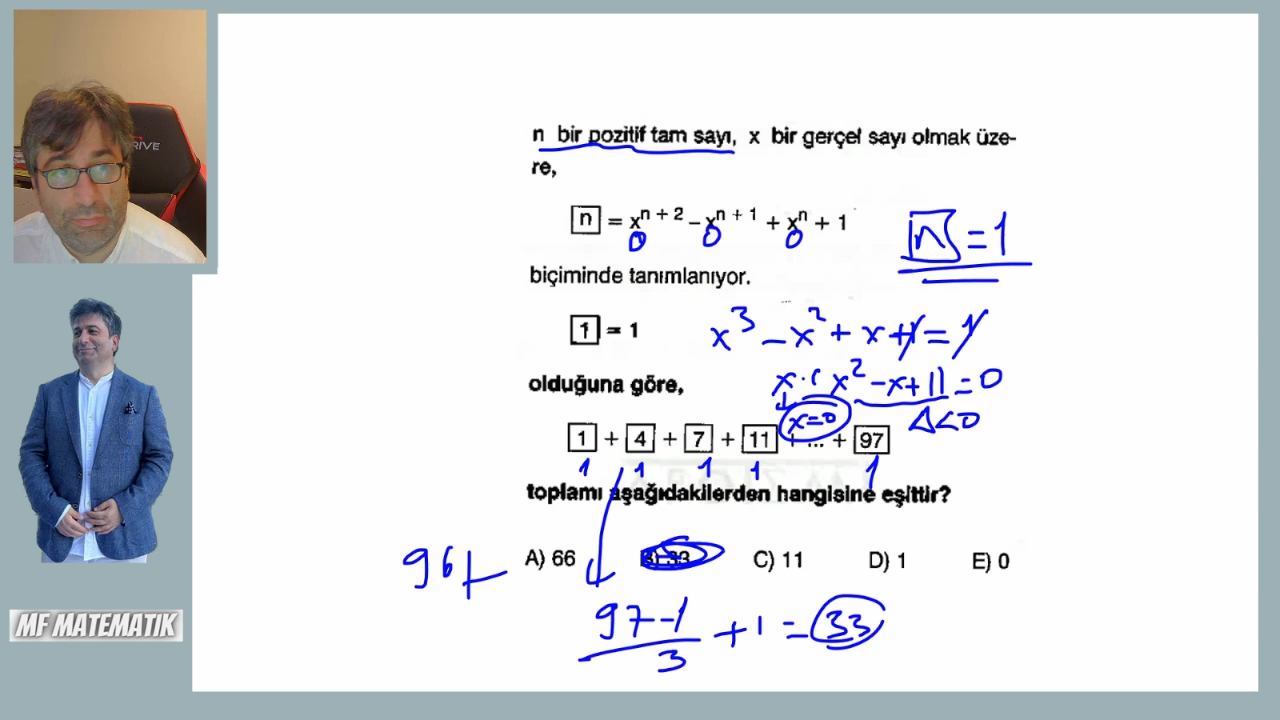 DRIVE
n bir pozitif tam sayı, x bir gerçel sayı olmak üze-
re,
n = x^{n + 2} – x^{n + 1} + x^n + 1
0 0 0
n = 1
biçiminde tanımlanıyor.
1 = 1
x³ – x² + x + 1 = 1
olduğuna göre,
x · ( x² – x + 1 ) = 0
x = 0
Δ < 0
1 + 4 + 7 + 11 + ... + 97
1 1 1 1 1
toplamı aşağıdakilerden hangisine eşittir?
A) 66 B) 33 C) 11 D) 1 E) 0
96
97 – 1
3
+ 1 = 33
MF MATEMATIK